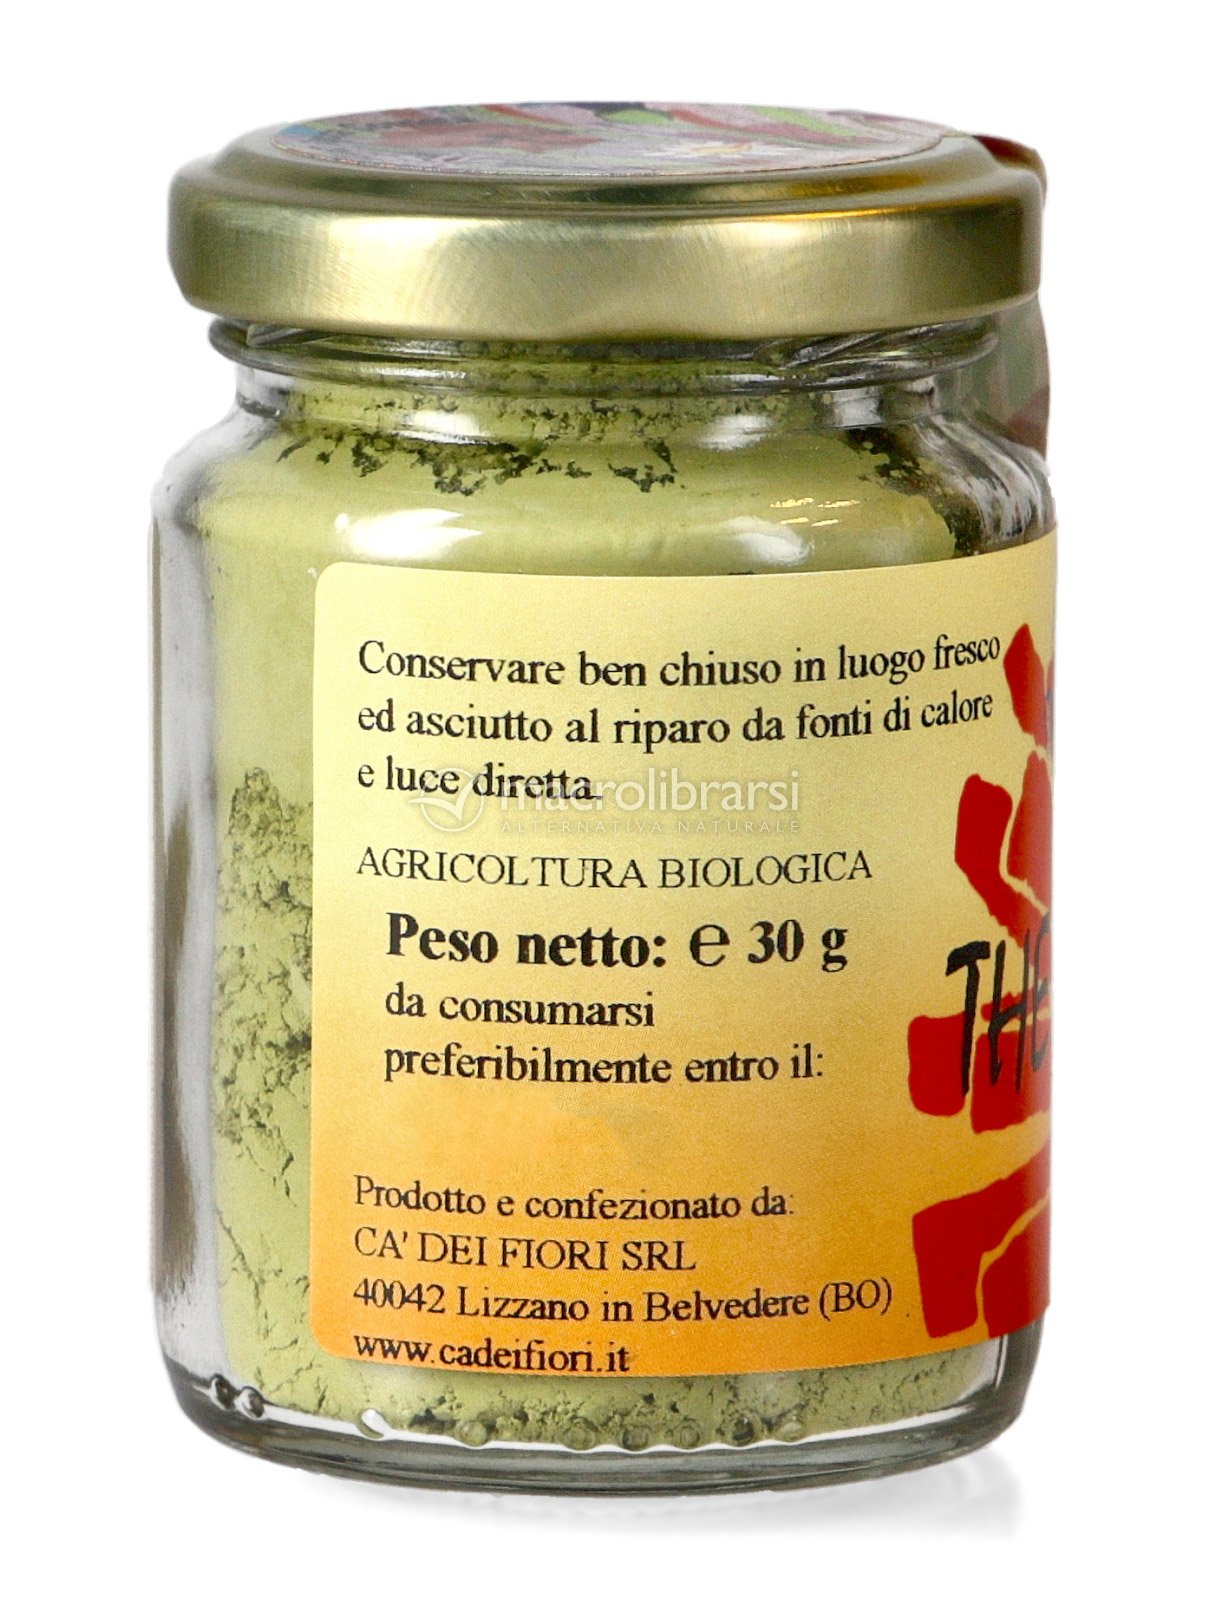 Conservare ben chiuso in luogo fresco
ed asciutto al riparo da fonti di calore
e luce diretta.
macrolibrarsi
ALTERNATIVA NATURALE
AGRICOLTURA BIOLOGICA
Peso netto: ℮ 30 g
da consumarsi
preferibilmente entro il:
THE
Prodotto e confezionato da:
CA' DEI FIORI SRL
40042 Lizzano in Belvedere (BO)
www.cadeifiori.it